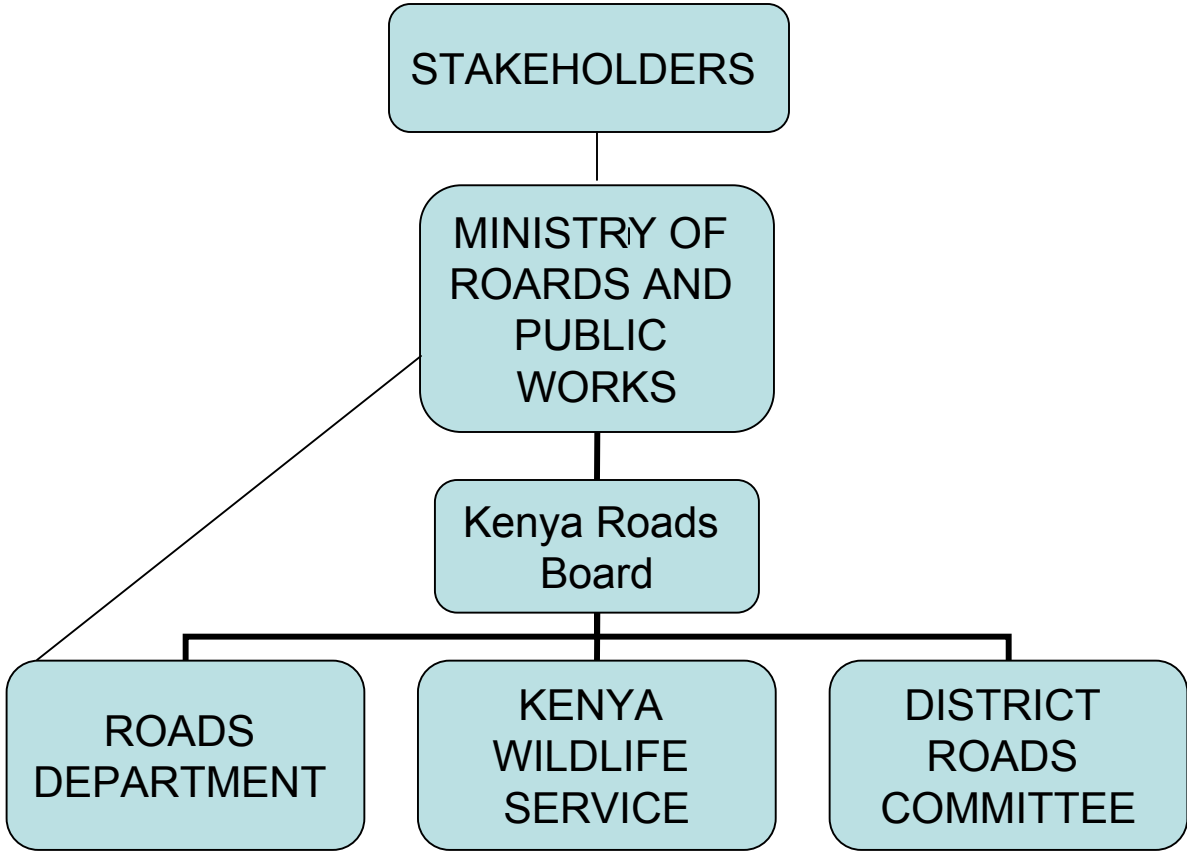 STAKEHOLDERS
MINISTRY OF
ROARDS AND
PUBLIC
WORKS
Kenya Roads
Board
ROADS
DEPARTMENT
KENYA
WILDLIFE
SERVICE
DISTRICT
ROADS
COMMITTEE